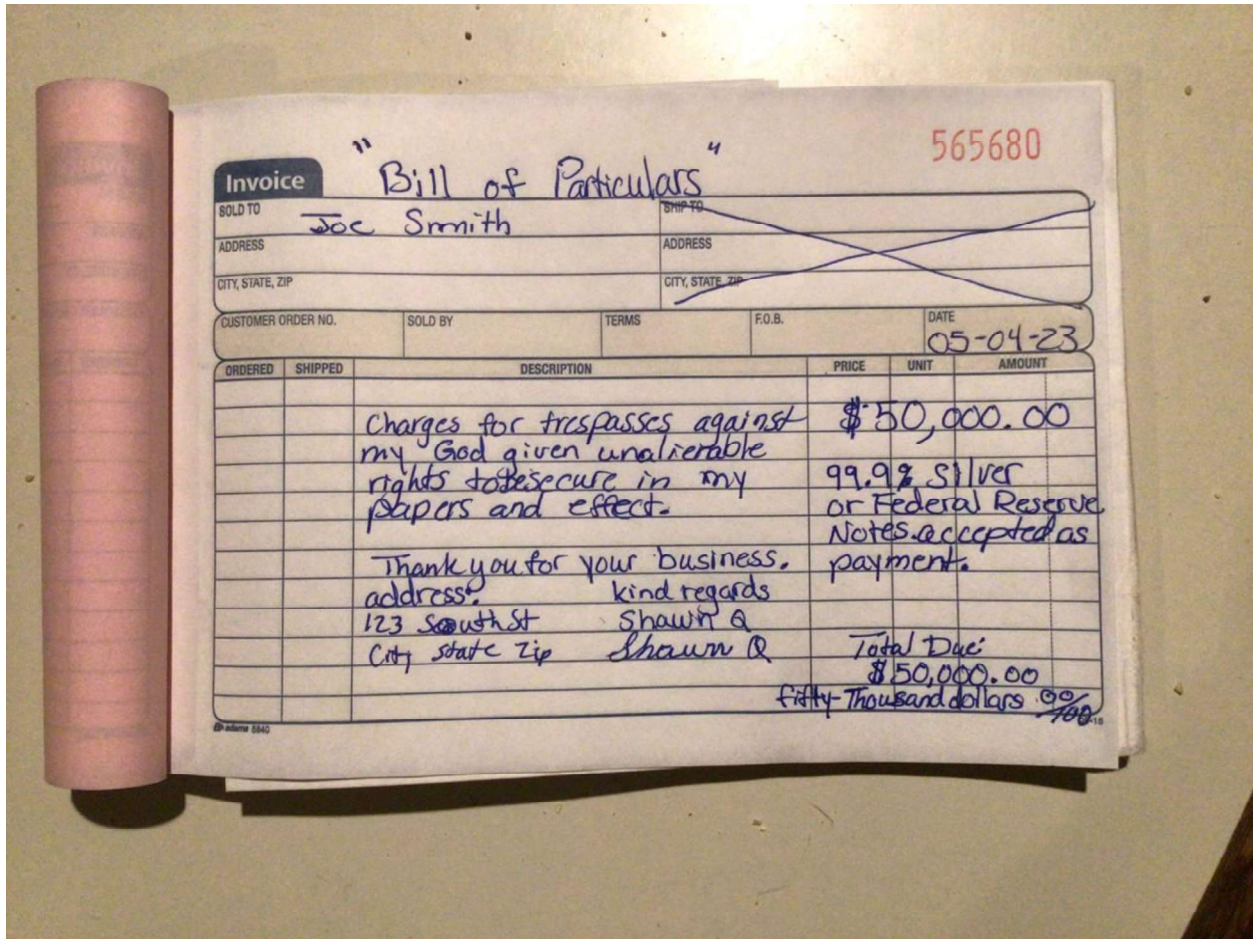 565680
Invoice "Bill of Particulars"
SOLD TO Joe Smith SHIP TO
ADDRESS ADDRESS
CITY, STATE, ZIP CITY, STATE, ZIP
CUSTOMER ORDER NO. SOLD BY TERMS F.O.B. DATE
05-04-23
ORDERED SHIPPED DESCRIPTION PRICE UNIT AMOUNT
Charges for trespasses against $50,000.00
my God given unalienable
rights to be secure in my 99.9% Silver
papers and effect. or Federal Reserve
Notes accepted as
Thank you for your business. payment.
address: kind regards
123 South St Shawn Q
City State Zip Shawn Q Total Due:
$50,000.00
fifty-Thousand dollars 00/100
adams 5840